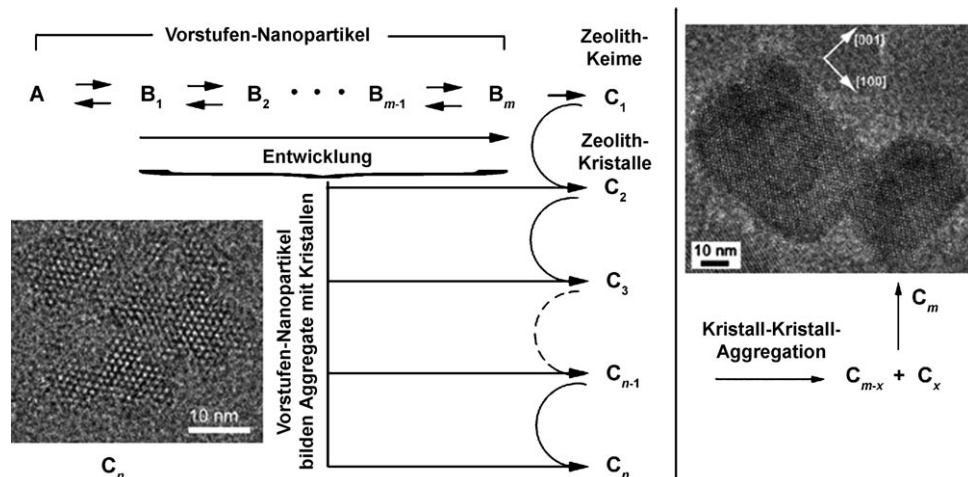 Vorstufen-Nanopartikel
A B1 B2 · · · Bm-1 Bm
Entwicklung
Vorstufen-Nanopartikel
bilden Aggregate mit Kristallen
10 nm
Cn
Zeolith-
Keime
C1
Zeolith-
Kristalle
C2
C3
Cn-1
Cn
[001]
[100]
10 nm
Cm
Kristall-Kristall-
Aggregation
Cm-x + Cx